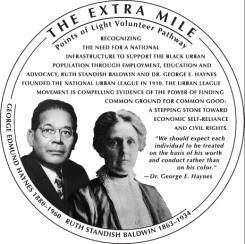 THE EXTRA MILE
Points of Light Volunteer Pathway
RECOGNIZING
THE NEED FOR A NATIONAL
INFRASTRUCTURE TO SUPPORT THE BLACK URBAN
POPULATION THROUGH EMPLOYMENT, EDUCATION AND
ADVOCACY, RUTH STANDISH BALDWIN AND DR. GEORGE E. HAYNES
FOUNDED THE NATIONAL URBAN LEAGUE IN 1910. THE URBAN LEAGUE
MOVEMENT IS COMPELLING EVIDENCE OF THE POWER OF FINDING
COMMON GROUND FOR COMMON GOOD:
A STEPPING STONE TOWARD
ECONOMIC SELF-RELIANCE
AND CIVIL RIGHTS.
"We should expect each
individual to be treated
on the basis of his worth
and conduct rather than
on his color."
—Dr. George E. Haynes
GEORGE EDMUND HAYNES 1880–1960
RUTH STANDISH BALDWIN 1863–1934